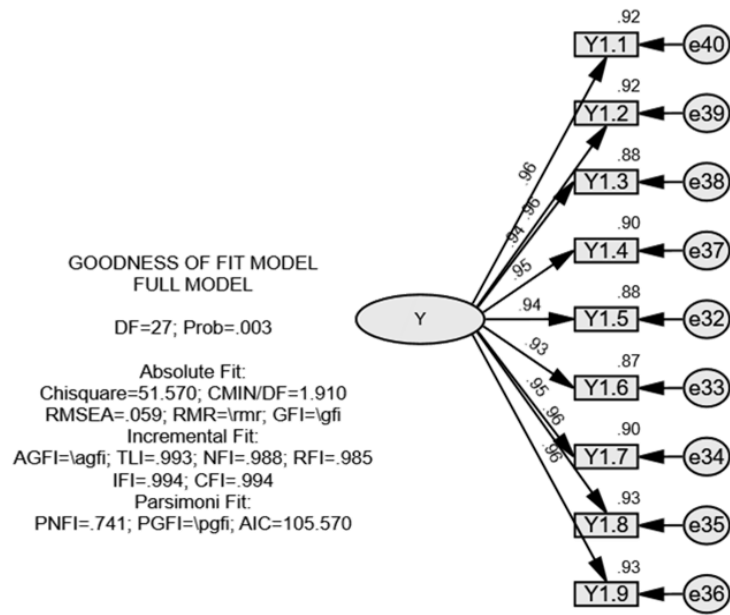 GOODNESS OF FIT MODEL
FULL MODEL
DF=27; Prob=.003
Absolute Fit:
Chisquare=51.570; CMIN/DF=1.910
RMSEA=.059; RMR=\rmr; GFI=\gfi
Incremental Fit:
AGFI=\agfi; TLI=.993; NFI=.988; RFI=.985
IFI=.994; CFI=.994
Parsimoni Fit:
PNFI=.741; PGFI=\pgfi; AIC=105.570
Y
.96
.96
.94
.95
.94
.93
.95
.96
.96
.92
Y1.1
e40
.92
Y1.2
e39
.88
Y1.3
e38
.90
Y1.4
e37
.88
Y1.5
e32
.87
Y1.6
e33
.90
Y1.7
e34
.93
Y1.8
e35
.93
Y1.9
e36